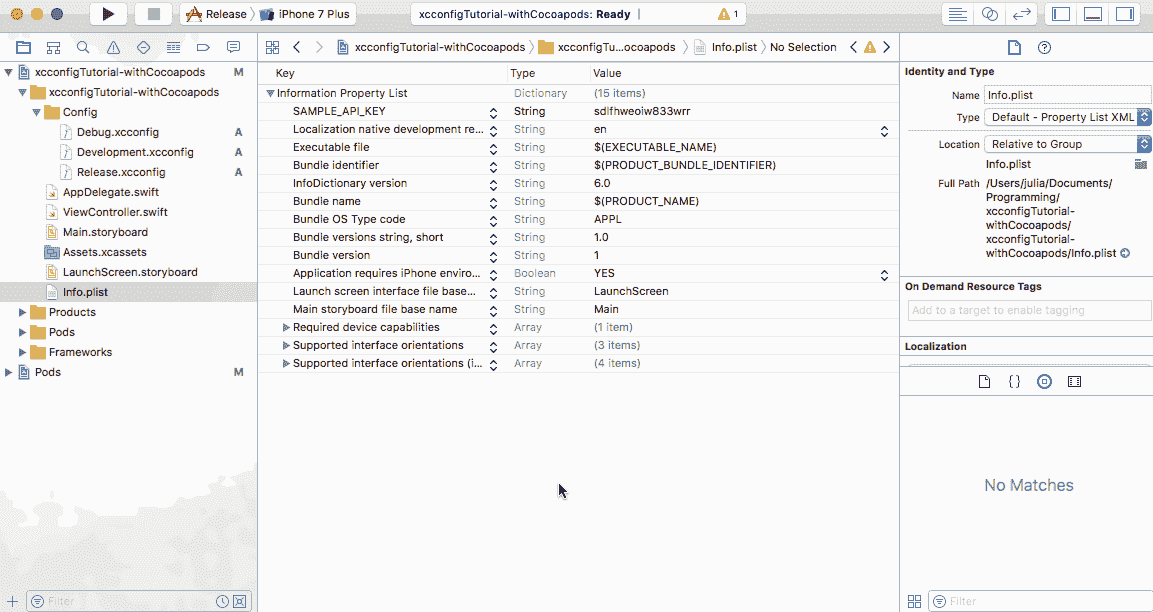 Release iPhone 7 Plus xcconfigTutorial-withCocoapods: Ready | 1
xcconfigTutorial-withCocoapods xcconfigTu...ocoapods Info.plist No Selection
xcconfigTutorial-withCocoapods M
xcconfigTutorial-withCocoapods
Config
Debug.xcconfig A
Development.xcconfig A
Release.xcconfig A
AppDelegate.swift
ViewController.swift
Main.storyboard
Assets.xcassets
LaunchScreen.storyboard
Info.plist
Products
Pods
Frameworks
Pods M
Filter
Key Type Value
Information Property List Dictionary (15 items)
SAMPLE_API_KEY String sdlfhweoiw833wrr
Localization native development re... String en
Executable file String $(EXECUTABLE_NAME)
Bundle identifier String $(PRODUCT_BUNDLE_IDENTIFIER)
InfoDictionary version String 6.0
Bundle name String $(PRODUCT_NAME)
Bundle OS Type code String APPL
Bundle versions string, short String 1.0
Bundle version String 1
Application requires iPhone enviro... Boolean YES
Launch screen interface file base... String LaunchScreen
Main storyboard file base name String Main
Required device capabilities Array (1 item)
Supported interface orientations Array (3 items)
Supported interface orientations (i... Array (4 items)
Identity and Type
Name Info.plist
Type Default - Property List XML
Location Relative to Group
Info.plist
Full Path /Users/julia/Documents/
Programming/
xcconfigTutorial-
withCocoapods/
xcconfigTutorial-
withCocoapods/Info.plist
On Demand Resource Tags
Add to a target to enable tagging
Localization
{ }
No Matches
Filter